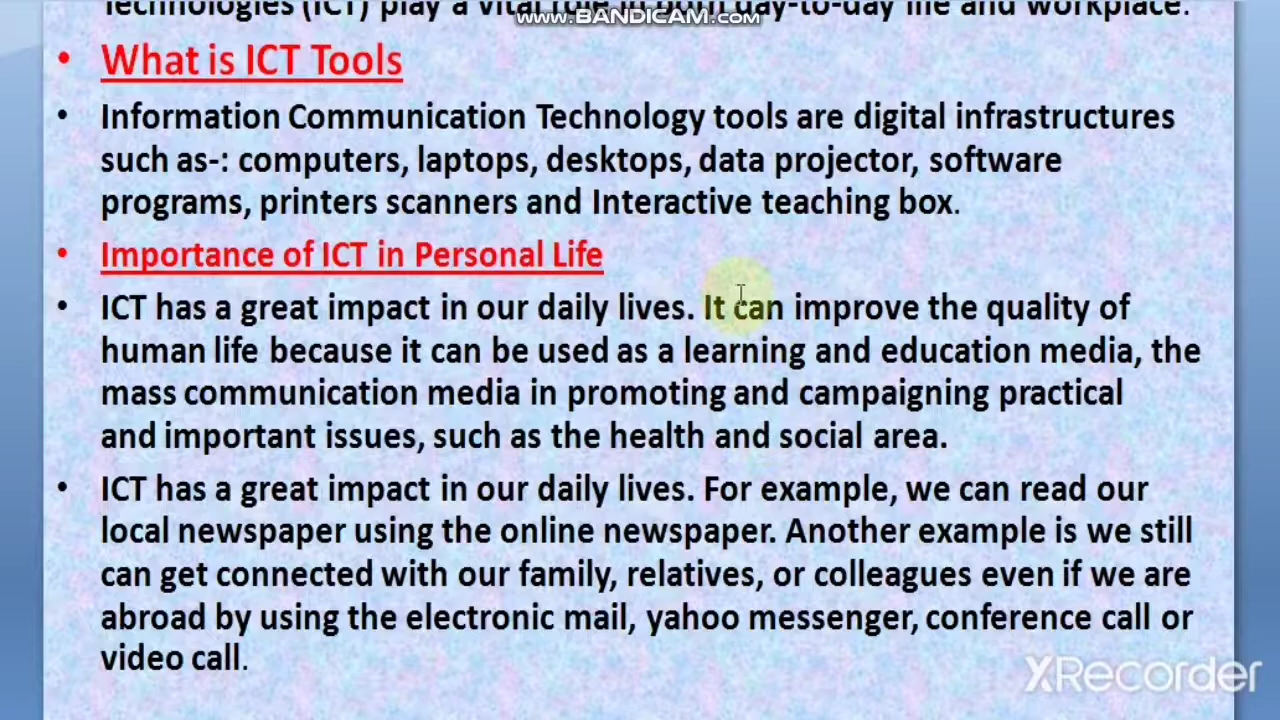 Technologies (ICT) play a vital role in both day-to-day life and workplace.
www.BANDICAM.com
• What is ICT Tools
• Information Communication Technology tools are digital infrastructures
such as-: computers, laptops, desktops, data projector, software
programs, printers scanners and Interactive teaching box.
• Importance of ICT in Personal Life
• ICT has a great impact in our daily lives. It can improve the quality of
human life because it can be used as a learning and education media, the
mass communication media in promoting and campaigning practical
and important issues, such as the health and social area.
• ICT has a great impact in our daily lives. For example, we can read our
local newspaper using the online newspaper. Another example is we still
can get connected with our family, relatives, or colleagues even if we are
abroad by using the electronic mail, yahoo messenger, conference call or
video call.
XRecorder